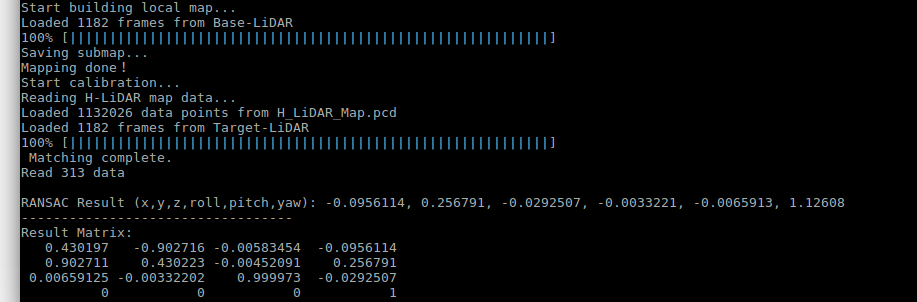 Start building local map...
Loaded 1182 frames from Base-LiDAR
100% [||||||||||||||||||||||||||||||||||||||||||||||||||||||||||||]
Saving submap...
Mapping done！
Start calibration...
Reading H-LiDAR map data...
Loaded 1132026 data points from H_LiDAR_Map.pcd
Loaded 1182 frames from Target-LiDAR
100% [||||||||||||||||||||||||||||||||||||||||||||||||||||||||||||]
Matching complete.
Read 313 data
RANSAC Result (x,y,z,roll,pitch,yaw): -0.0956114, 0.256791, -0.0292507, -0.0033221, -0.0065913, 1.12608
----------------------------------
Result Matrix:
0.430197 -0.902716 -0.00583454 -0.0956114
0.902711 0.430223 -0.00452091 0.256791
0.00659125 -0.00332202 0.999973 -0.0292507
0 0 0 1